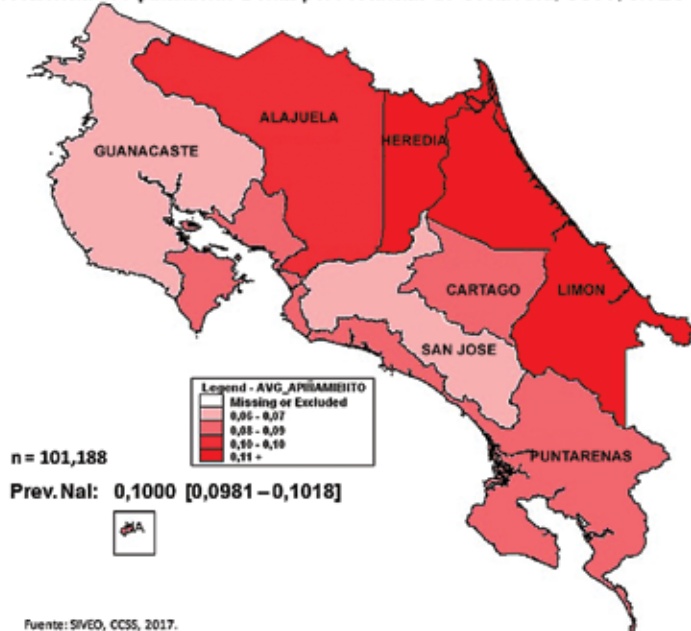 ALAJUELA
HEREDIA
GUANACASTE
CARTAGO
LIMON
SAN JOSE
Legend - AVG_APIÑAMIENTO
Missing or Excluded
0,06 - 0,07
0,08 - 0,09
0,10 - 0,10
0,11 +
PUNTARENAS
n = 101,188
Prev. Nal: 0,1000 [0,0981 – 0,1018]
Fuente: SIVEO, CCSS, 2017.